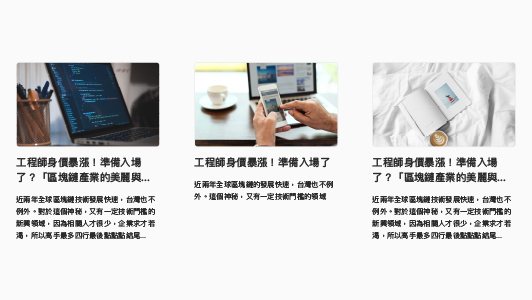 工程師身價暴漲！準備入場
了？「區塊鏈產業的美麗與...
近兩年全球區塊鏈技術發展快速，台灣也不
例外。對於這個神秘，又有一定技術門檻的
新興領域，因為相關人才很少，企業求才若
渴，所以高手最多四行最後點點點結尾...
工程師身價暴漲！準備入場了
近兩年全球區塊鏈的發展快速，台灣也不例
外。這個神秘，又有一定技術門檻的領域
工程師身價暴漲！準備入場
了？「區塊鏈產業的美麗與...
近兩年全球區塊鏈技術發展快速，台灣也不
例外。對於這個神秘，又有一定技術門檻的
新興領域，因為相關人才很少，企業求才若
渴，所以高手最多四行最後點點點結尾...